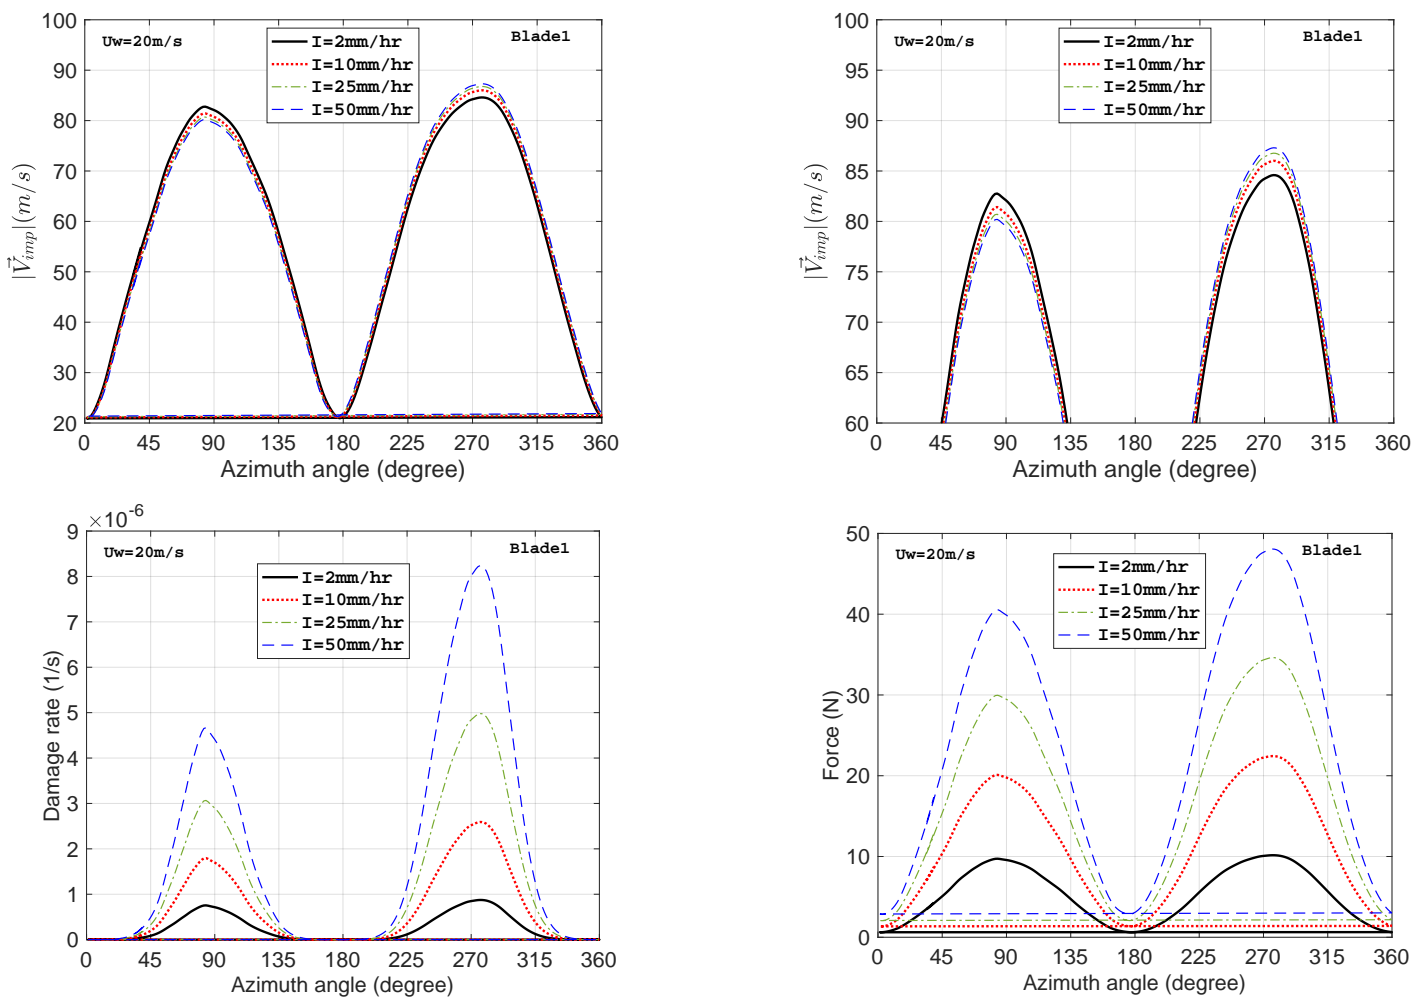 Uw=20m/s
Blade1
I=2mm/hr
I=10mm/hr
I=25mm/hr
I=50mm/hr
100
90
80
70
60
50
40
30
20
0 45 90 135 180 225 270 315 360
|V⃗_imp|(m/s)
Azimuth angle (degree)
Uw=20m/s
Blade1
I=2mm/hr
I=10mm/hr
I=25mm/hr
I=50mm/hr
100
95
90
85
80
75
70
65
60
0 45 90 135 180 225 270 315 360
|V⃗_imp|(m/s)
Azimuth angle (degree)
×10^-6
Uw=20m/s
Blade1
I=2mm/hr
I=10mm/hr
I=25mm/hr
I=50mm/hr
9
8
7
6
5
4
3
2
1
0
0 45 90 135 180 225 270 315 360
Damage rate (1/s)
Azimuth angle (degree)
Uw=20m/s
Blade1
I=2mm/hr
I=10mm/hr
I=25mm/hr
I=50mm/hr
50
40
30
20
10
0
0 45 90 135 180 225 270 315 360
Force (N)
Azimuth angle (degree)